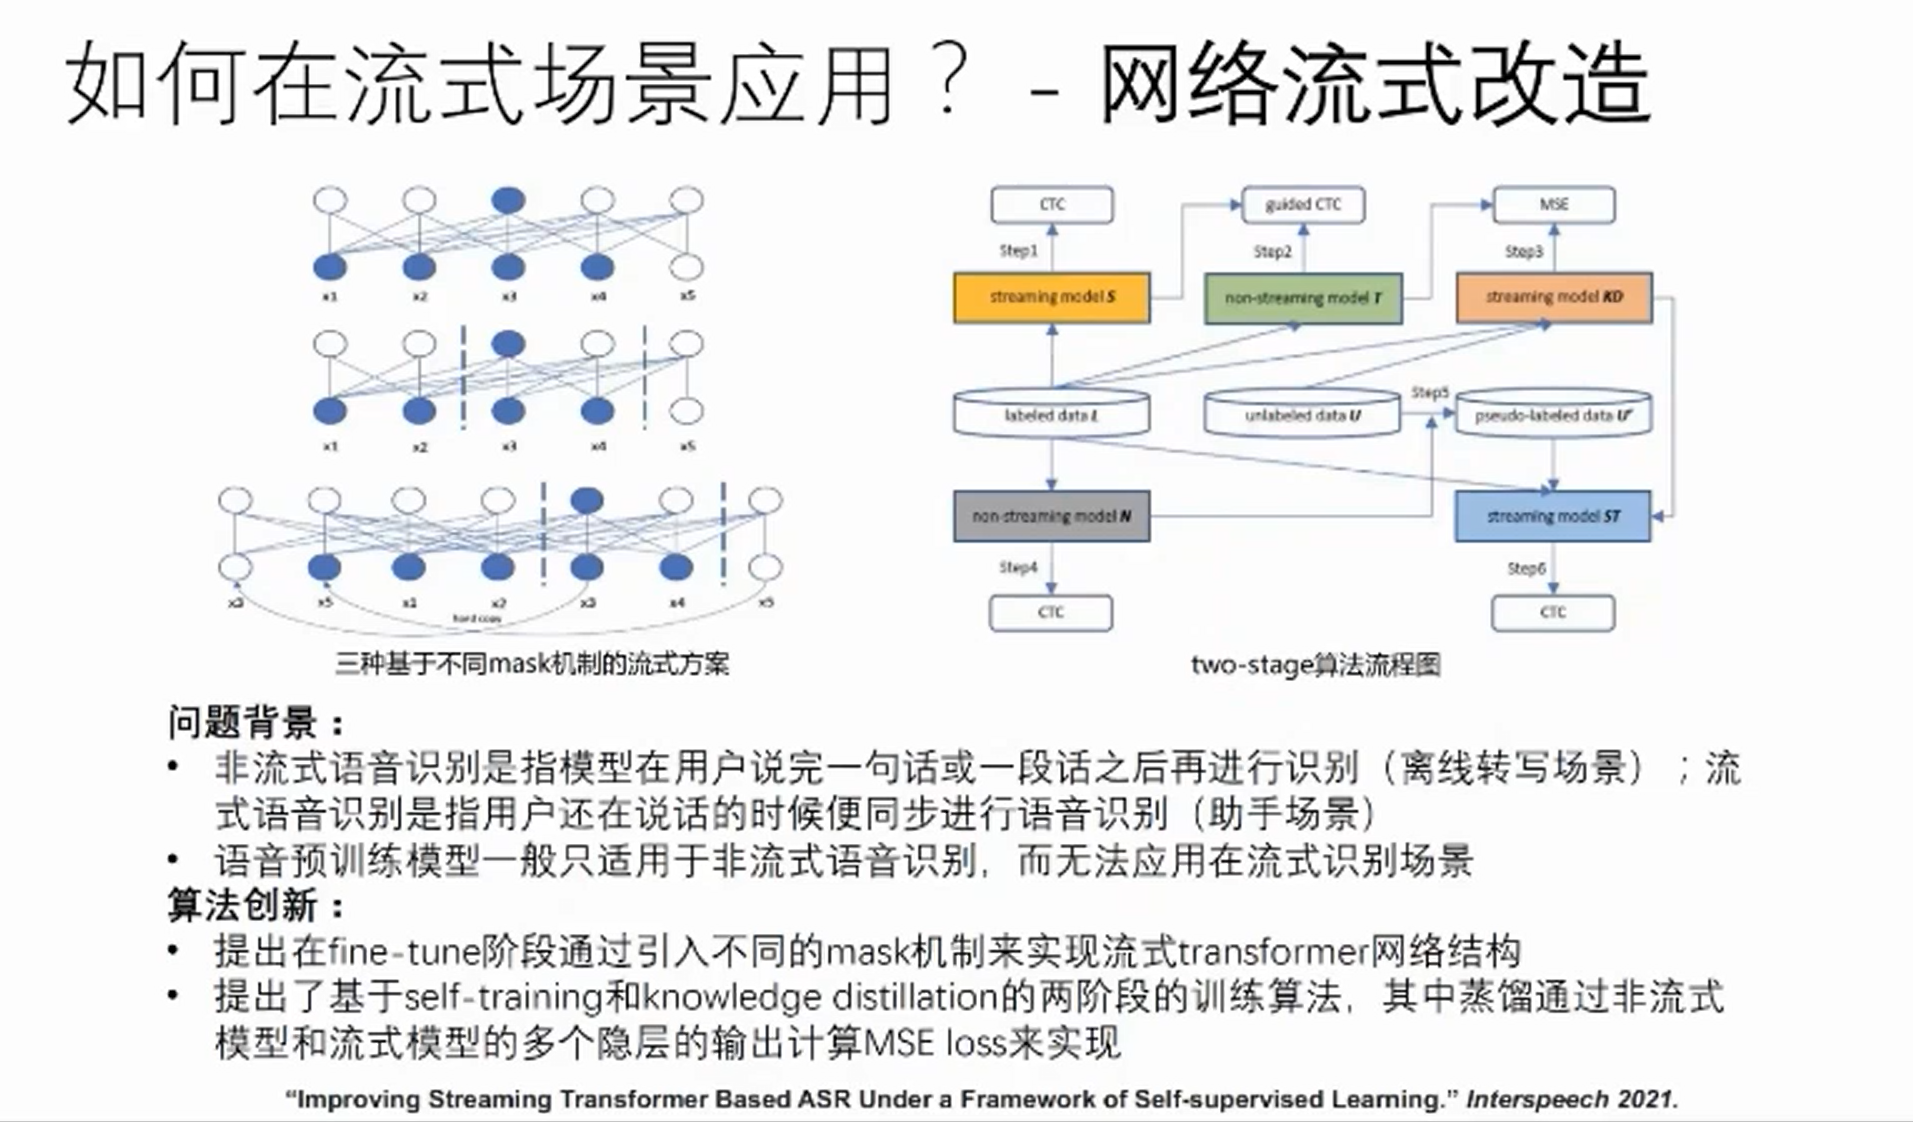 如何在流式场景应用？ - 网络流式改造
x1 x2 x3 x4 x5
x1 x2 x3 x4 x5
x3 x5 x1 x2 x3 x4 x5
hard copy
三种基于不同mask机制的流式方案
CTC guided CTC MSE
Step1 Step2 Step3
streaming model S non-streaming model T streaming model KD
Step5
labeled data L unlabeled data U pseudo-labeled data U'
non-streaming model N streaming model ST
Step4 Step6
CTC CTC
two-stage算法流程图
问题背景：
• 非流式语音识别是指模型在用户说完一句话或一段话之后再进行识别（离线转写场景）；流
式语音识别是指用户还在说话的时候便同步进行语音识别（助手场景）
• 语音预训练模型一般只适用于非流式语音识别，而无法应用在流式识别场景
算法创新：
• 提出在fine-tune阶段通过引入不同的mask机制来实现流式transformer网络结构
• 提出了基于self-training和knowledge distillation的两阶段的训练算法，其中蒸馏通过非流式
模型和流式模型的多个隐层的输出计算MSE loss来实现
“Improving Streaming Transformer Based ASR Under a Framework of Self-supervised Learning.” Interspeech 2021.